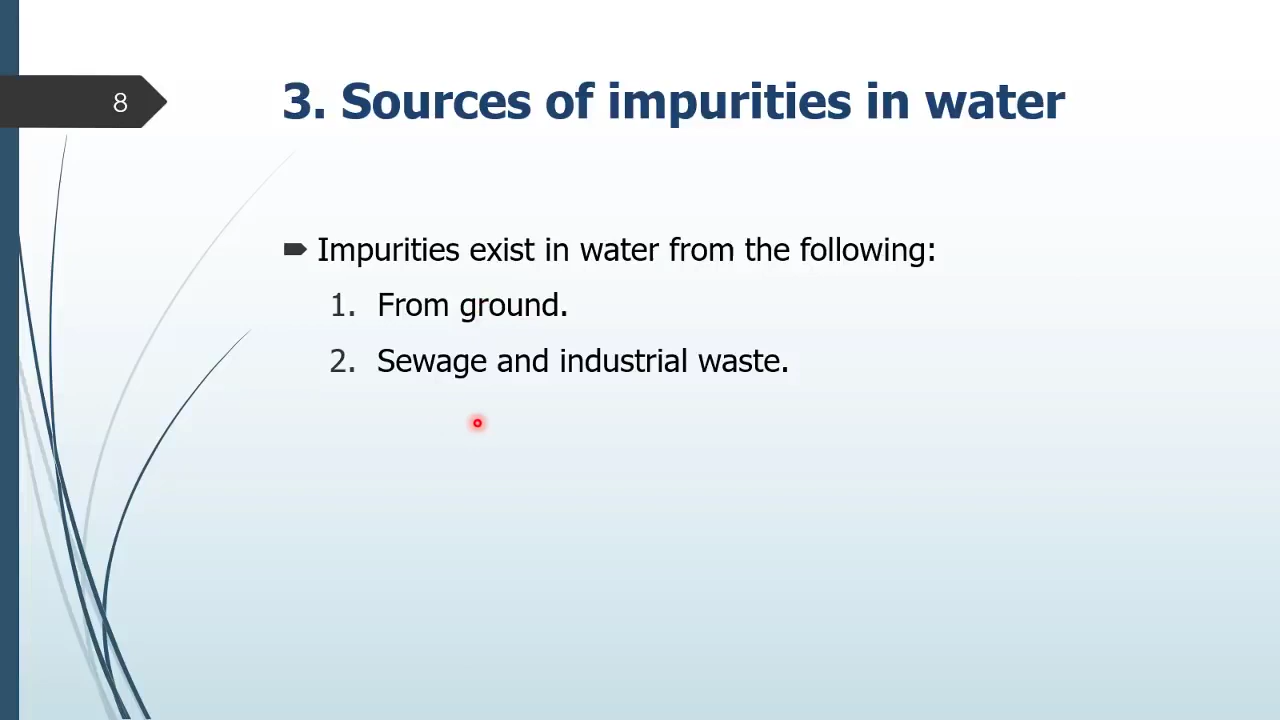 8
3. Sources of impurities in water
Impurities exist in water from the following:
1. From ground.
2. Sewage and industrial waste.